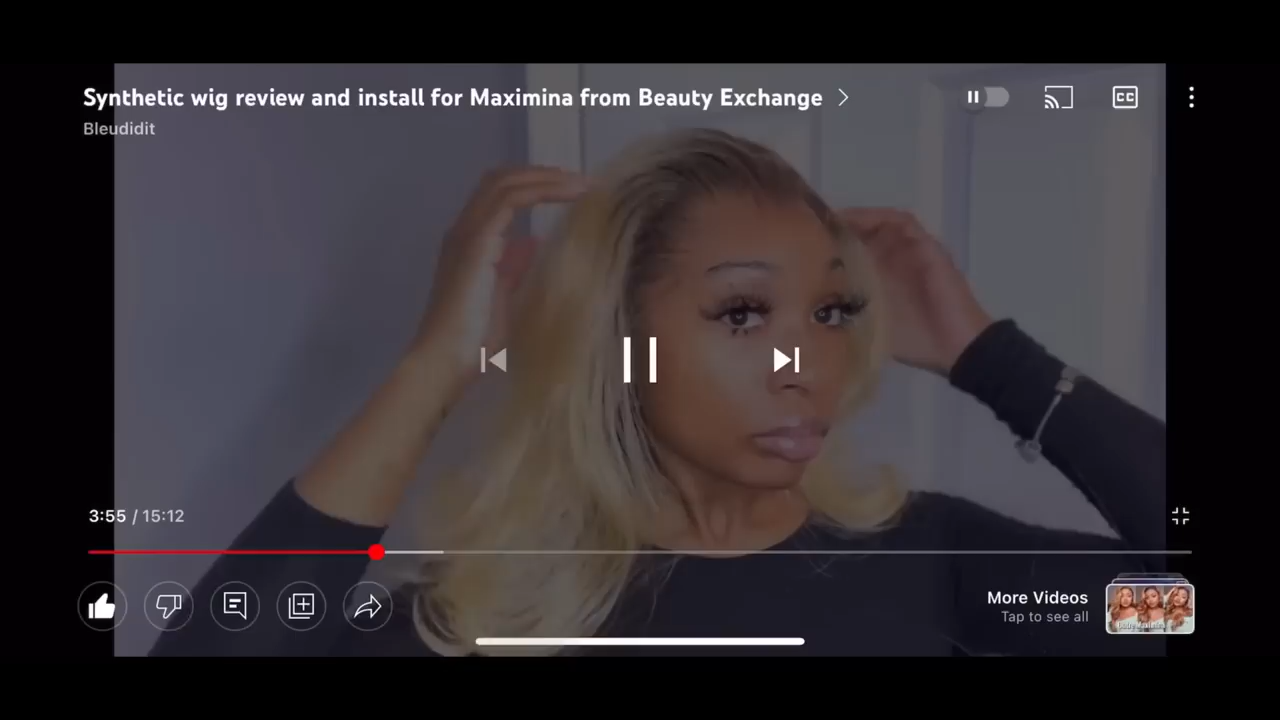 Synthetic wig review and install for Maximina from Beauty Exchange
Bleudidit
CC
3:55 / 15:12
More Videos
Tap to see all